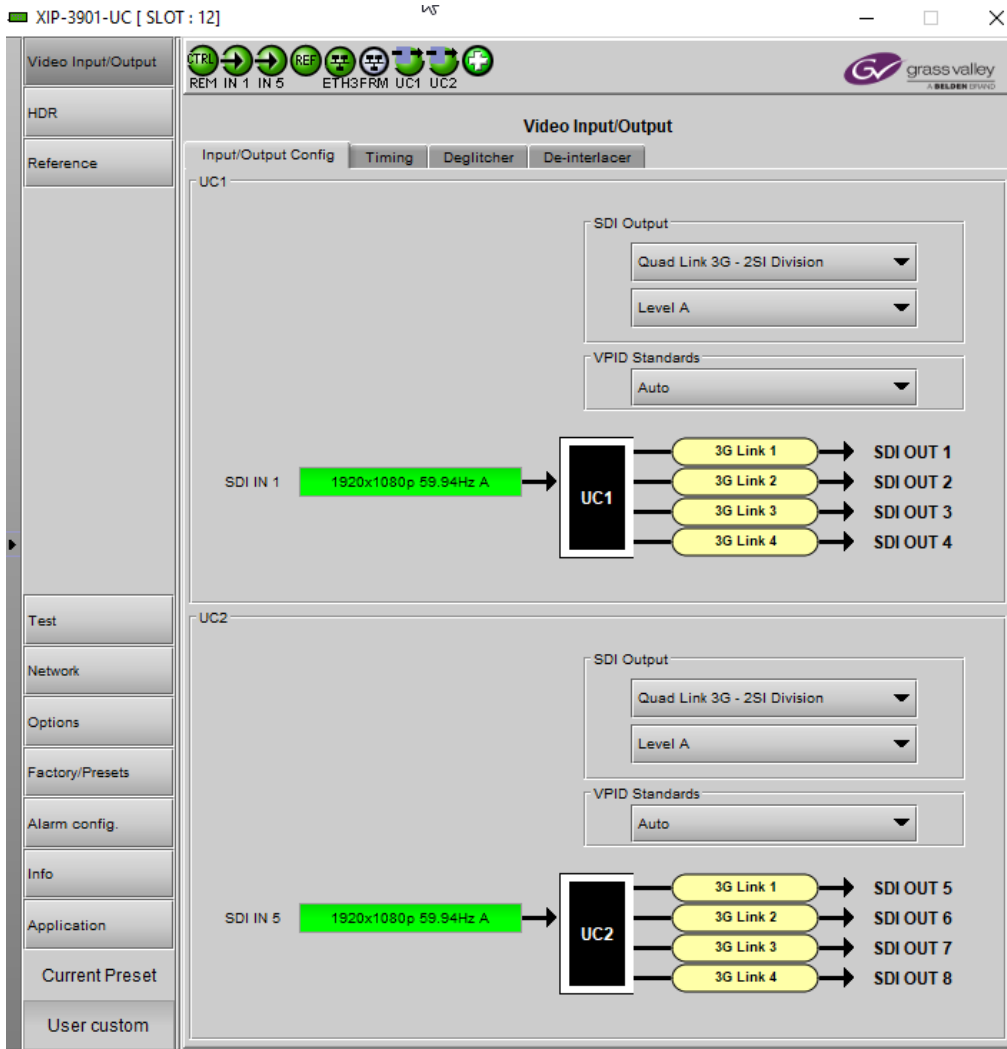 XIP-3901-UC [ SLOT : 12]
Video Input/Output
HDR
Reference
Test
Network
Options
Factory/Presets
Alarm config.
Info
Application
Current Preset
User custom
CTRL REF
REM IN 1 IN 5 ETH3FRM UC1 UC2
GV grass valley
A BELDEN BRAND
Video Input/Output
Input/Output Config Timing Deglitcher De-interlacer
UC1
SDI Output
Quad Link 3G - 2SI Division
Level A
VPID Standards
Auto
SDI IN 1 1920x1080p 59.94Hz A UC1
3G Link 1 SDI OUT 1
3G Link 2 SDI OUT 2
3G Link 3 SDI OUT 3
3G Link 4 SDI OUT 4
UC2
SDI Output
Quad Link 3G - 2SI Division
Level A
VPID Standards
Auto
SDI IN 5 1920x1080p 59.94Hz A UC2
3G Link 1 SDI OUT 5
3G Link 2 SDI OUT 6
3G Link 3 SDI OUT 7
3G Link 4 SDI OUT 8